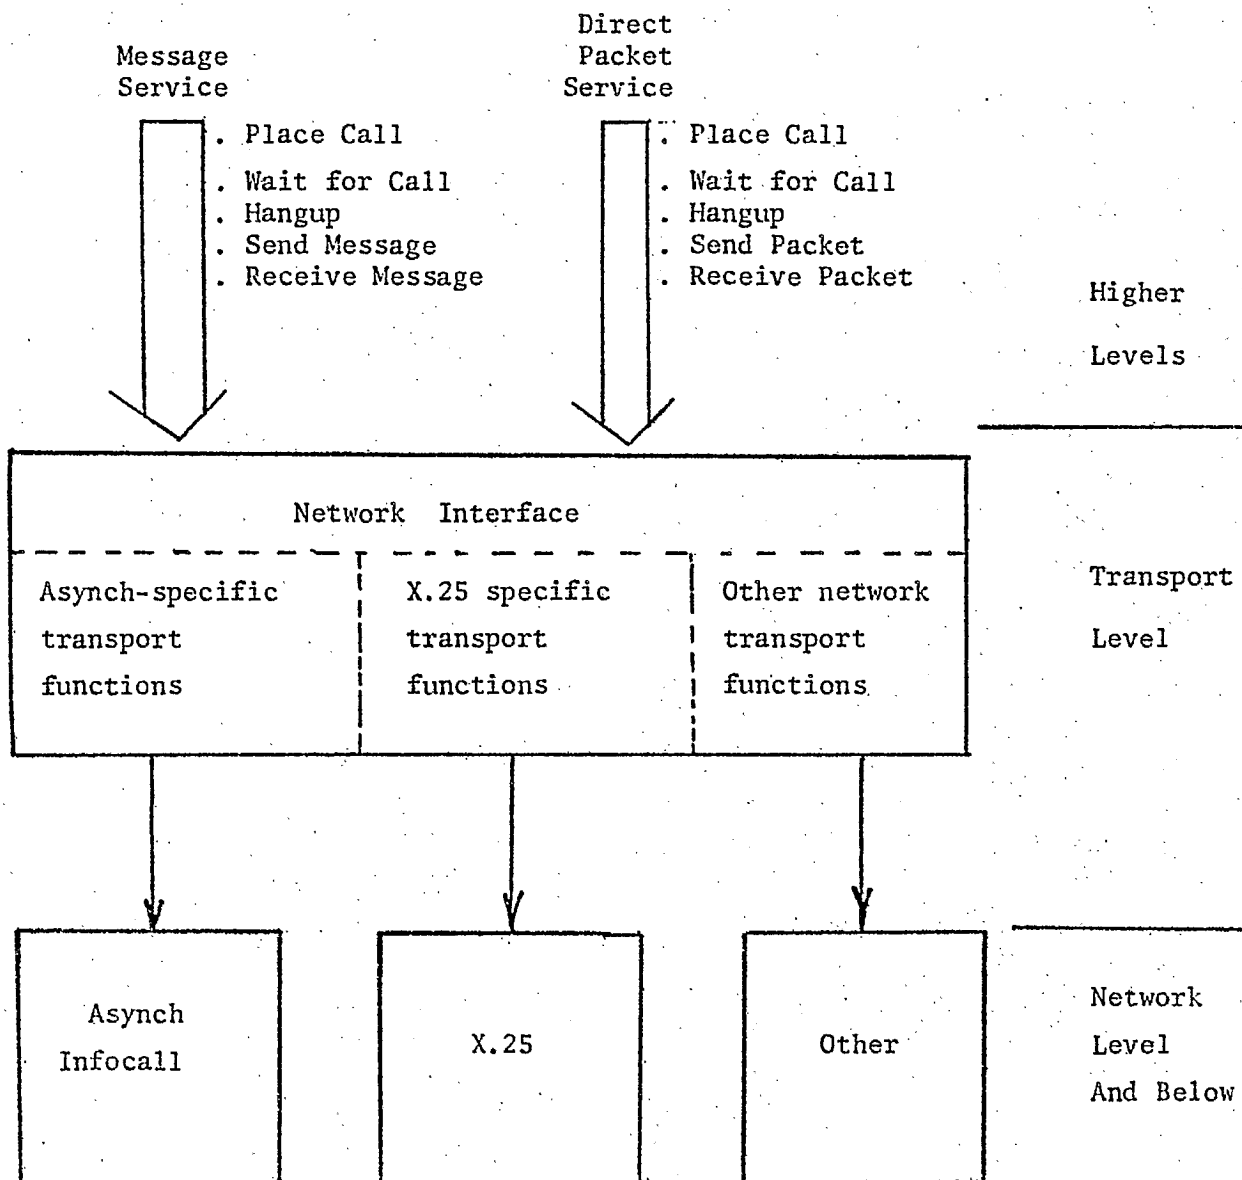 Message
Service
. Place Call
. Wait for Call
. Hangup
. Send Message
. Receive Message
Direct
Packet
Service
. Place Call
. Wait for Call
. Hangup
. Send Packet
. Receive Packet
Higher
Levels
Network Interface
Asynch-specific
transport
functions
X.25 specific
transport
functions
Other network
transport
functions
Transport
Level
Asynch
Infocall
X.25
Other
Network
Level
And Below